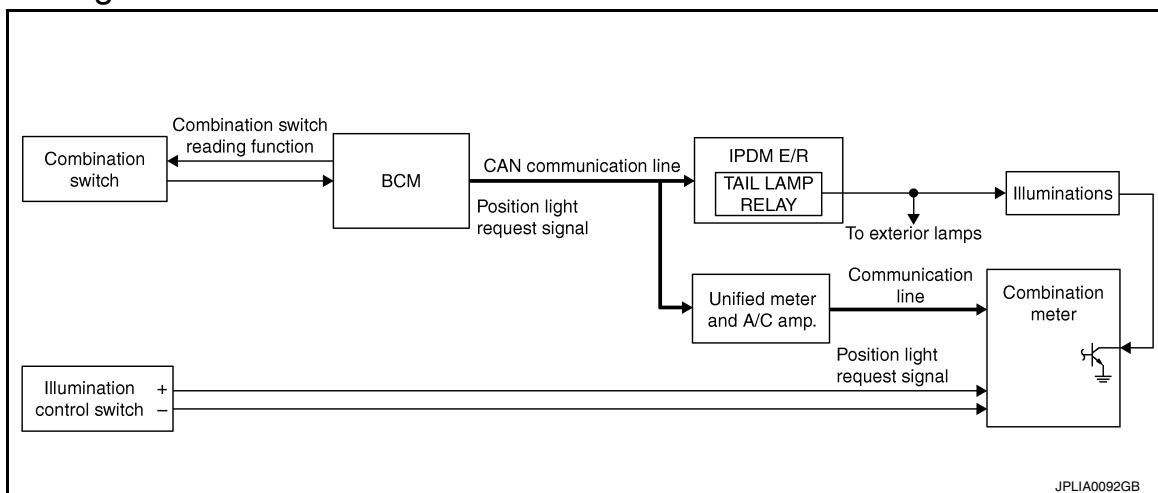 Combination switch
reading function
Combination
switch
BCM
CAN communication line
Position light
request signal
IPDM E/R
TAIL LAMP
RELAY
To exterior lamps
Illuminations
Unified meter
and A/C amp.
Communication
line
Combination
meter
Position light
request signal
Illumination
control switch
+
–
JPLIA0092GB